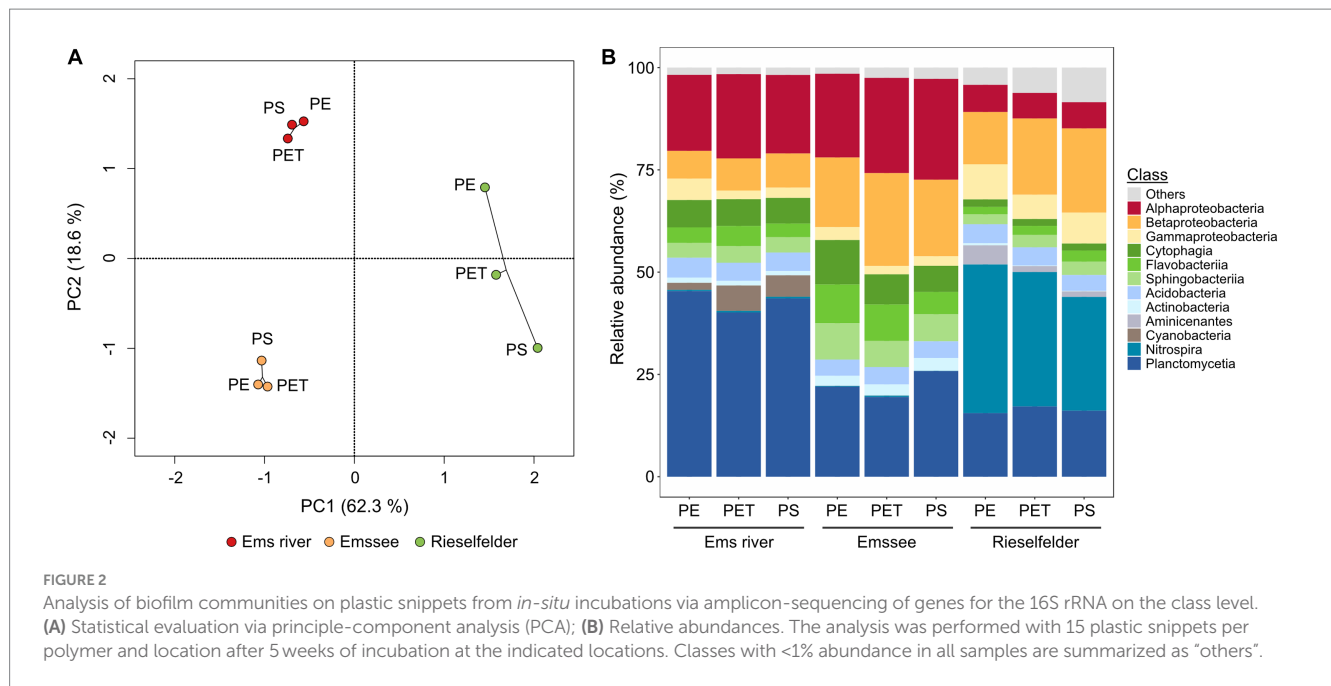 A
2
1
0
-1
-2
PC2 (18.6 %)
PS
PE
PET
PE
PET
PS
PS
PE
PET
-2
-1
0
1
2
PC1 (62.3 %)
Ems river
Emssee
Rieselfelder
B
100
75
50
25
0
Relative abundance (%)
PE
PET
PS
PE
PET
PS
PE
PET
PS
Ems river
Emssee
Rieselfelder
Class
Others
Alphaproteobacteria
Betaproteobacteria
Gammaproteobacteria
Cytophagia
Flavobacteriia
Sphingobacteriia
Acidobacteria
Actinobacteria
Aminicenantes
Cyanobacteria
Nitrospira
Planctomycetia
FIGURE 2
Analysis of biofilm communities on plastic snippets from in-situ incubations via amplicon-sequencing of genes for the 16S rRNA on the class level.
(A) Statistical evaluation via principle-component analysis (PCA); (B) Relative abundances. The analysis was performed with 15 plastic snippets per
polymer and location after 5 weeks of incubation at the indicated locations. Classes with <1% abundance in all samples are summarized as “others”.